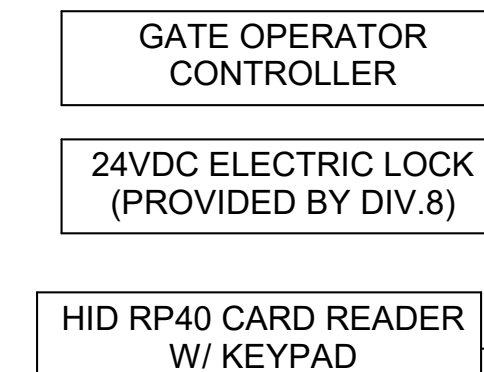 GATE OPERATOR
CONTROLLER
24VDC ELECTRIC LOCK
(PROVIDED BY DIV.8)
HID RP40 CARD READER
W/ KEYPAD